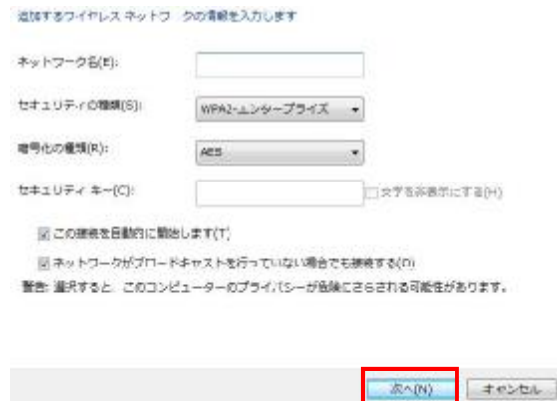 追加するワイヤレス ネットワークの情報を入力します
ネットワーク名(E):
セキュリティの種類(S): WPA2-エンタープライズ
暗号化の種類(R): AES
セキュリティ キー(C): 文字を非表示にする(H)
この接続を自動的に開始します(T)
ネットワークがブロードキャストを行っていない場合でも接続する(O)
警告: 選択すると、このコンピューターのプライバシーが危険にさらされる可能性があります。
次へ(N) キャンセル